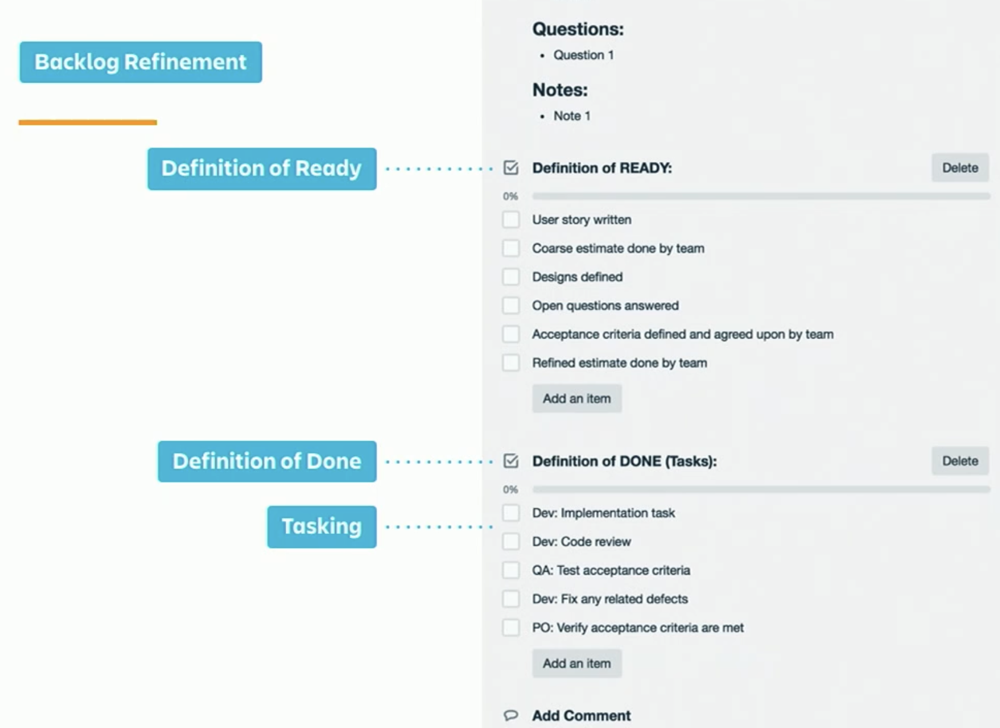 Backlog Refinement
Questions:
• Question 1
Notes:
• Note 1
Definition of Ready
Definition of READY:
Delete
0%
User story written
Coarse estimate done by team
Designs defined
Open questions answered
Acceptance criteria defined and agreed upon by team
Refined estimate done by team
Add an item
Definition of Done
Definition of DONE (Tasks):
Delete
0%
Tasking
Dev: Implementation task
Dev: Code review
QA: Test acceptance criteria
Dev: Fix any related defects
PO: Verify acceptance criteria are met
Add an item
Add Comment